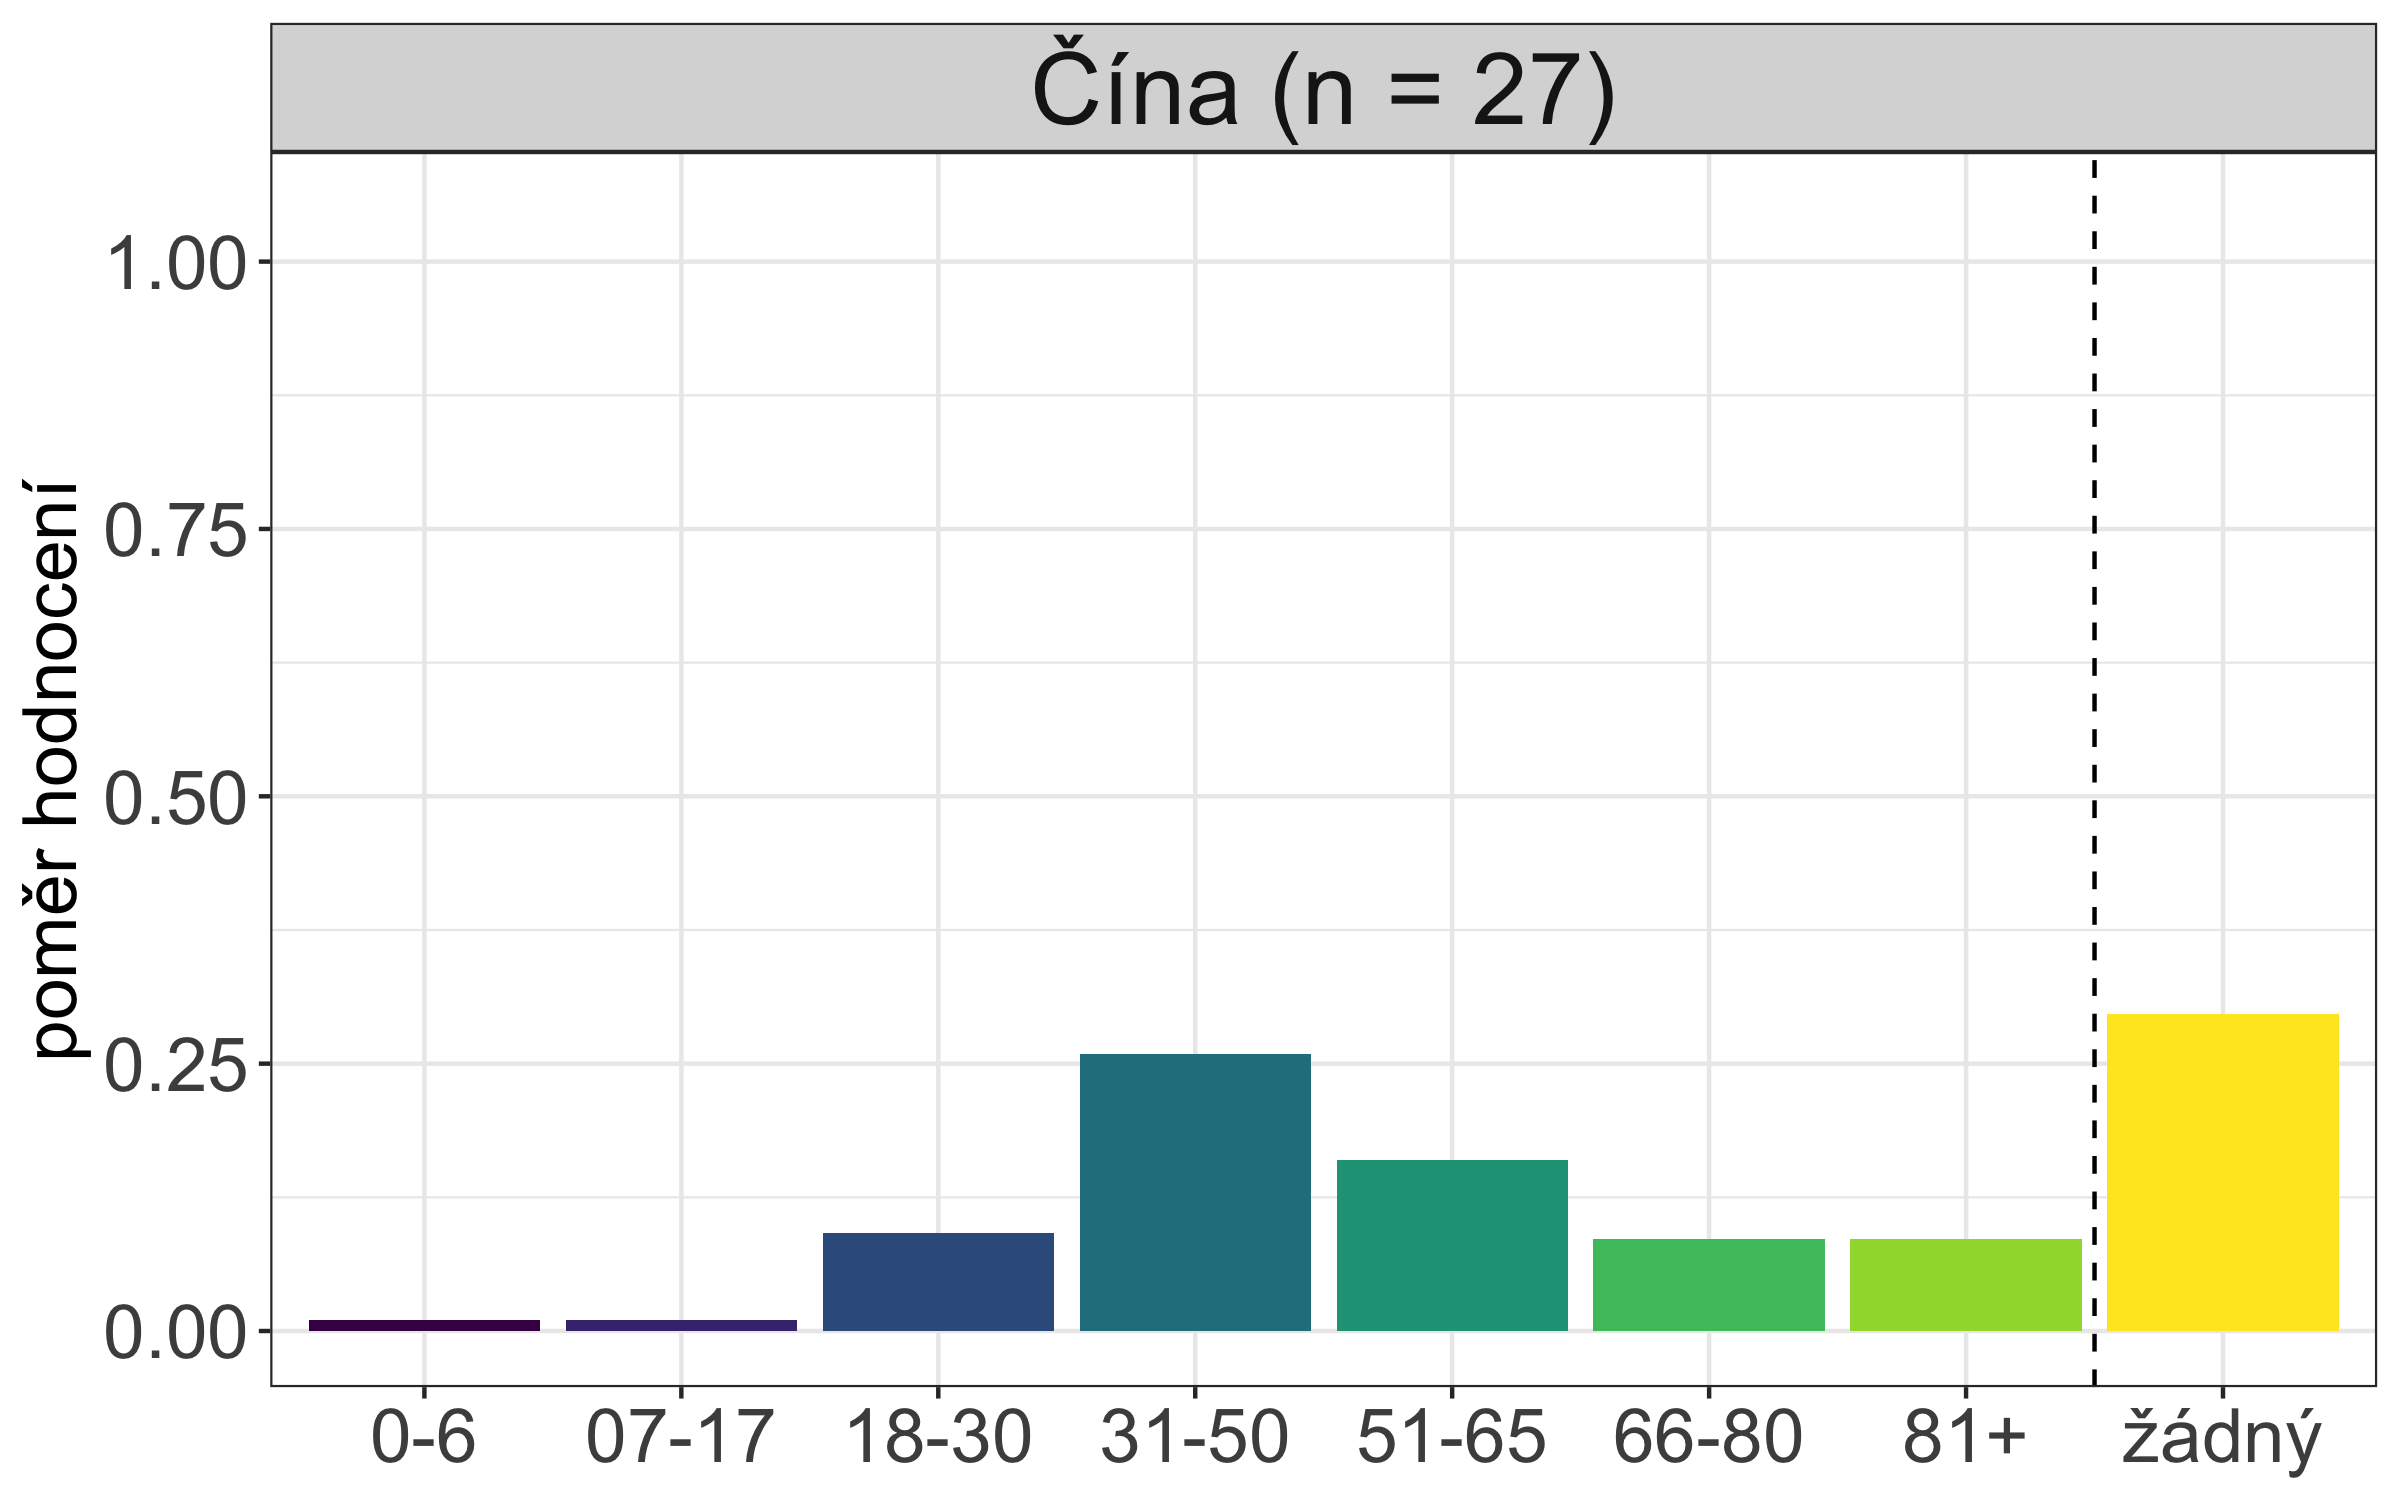 Čína (n = 27)
poměr hodnocení
1.00
0.75
0.50
0.25
0.00
0-6 07-17 18-30 31-50 51-65 66-80 81+ žádný